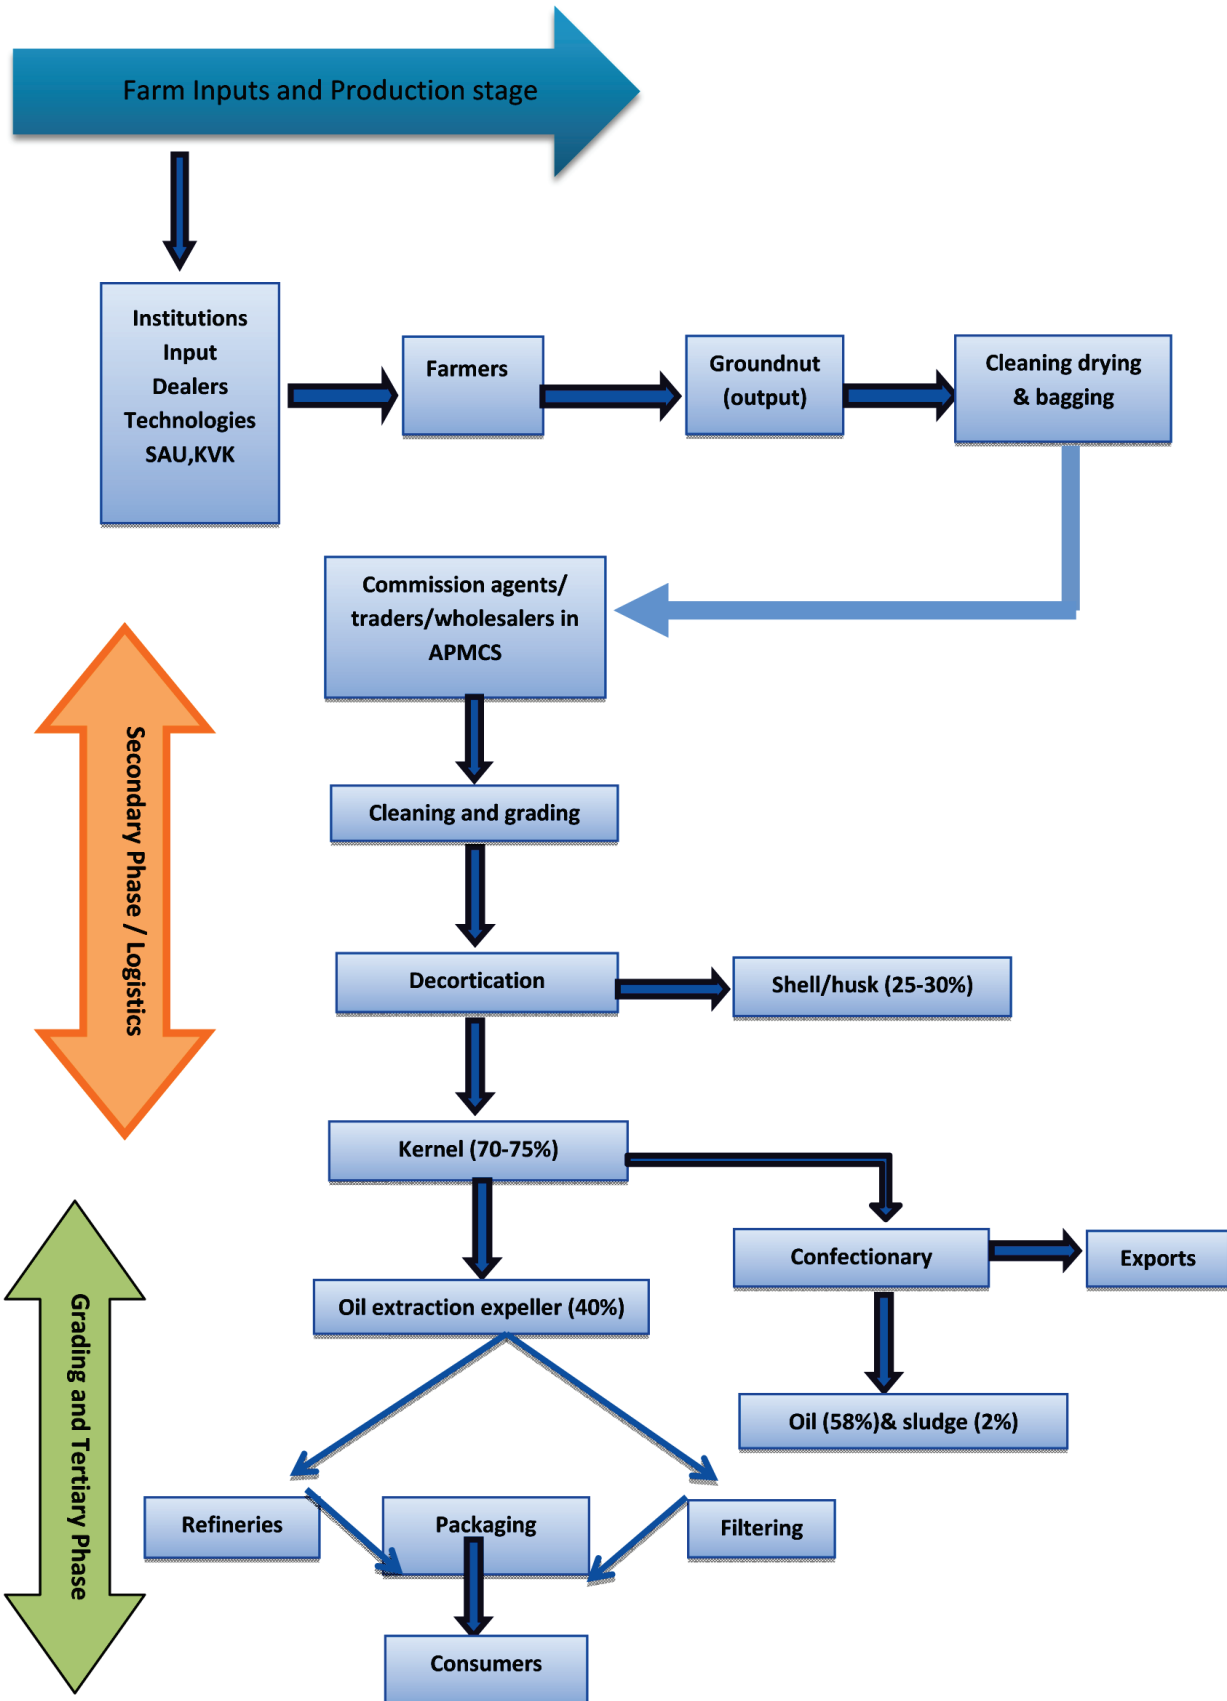 Farm Inputs and Production stage
Institutions
Input
Dealers
Technologies
SAU,KVK
Farmers
Groundnut
(output)
Cleaning drying
& bagging
Commission agents/
traders/wholesalers in
APMCS
Secondary Phase / Logistics
Cleaning and grading
Decortication
Shell/husk (25-30%)
Kernel (70-75%)
Confectionary
Exports
Grading and Tertiary Phase
Oil extraction expeller (40%)
Oil (58%)& sludge (2%)
Refineries
Packaging
Filtering
Consumers